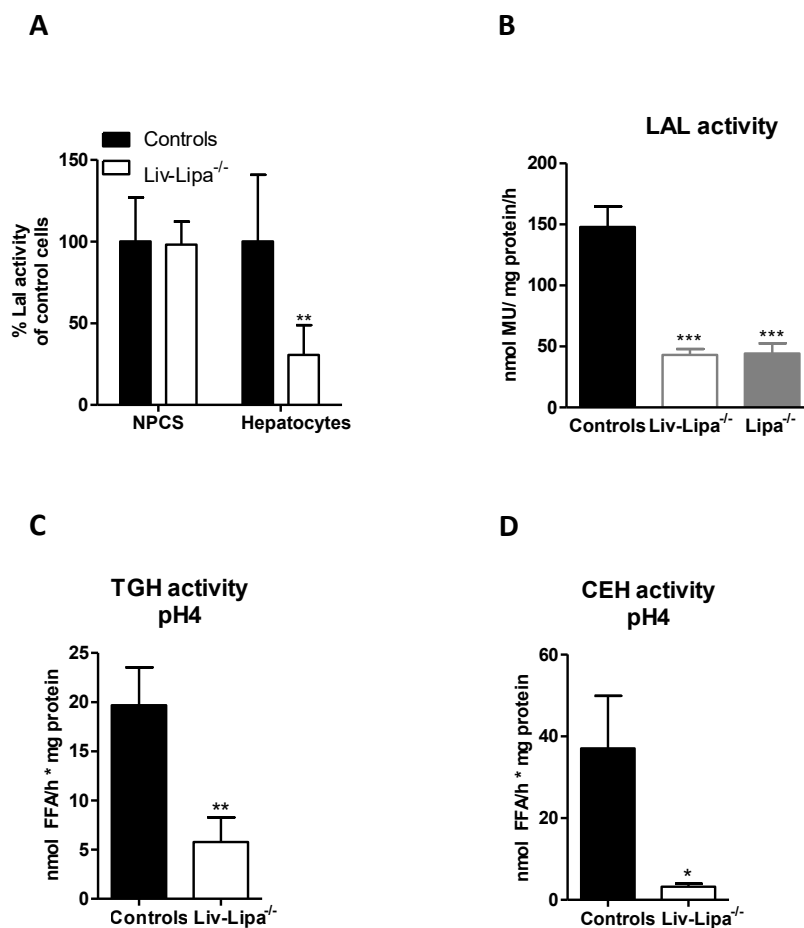 A
Controls
Liv-Lipa-/-
150
100
50
0
% Lal activity
of control cells
**
NPCS Hepatocytes
B
LAL activity
200
150
100
50
0
nmol MU/ mg protein/h
*** ***
Controls Liv-Lipa-/- Lipa-/-
C
TGH activity
pH4
25
20
15
10
5
0
nmol FFA/h * mg protein
**
Controls Liv-Lipa-/-
D
CEH activity
pH4
60
40
20
0
nmol FFA/h * mg protein
*
Controls Liv-Lipa-/-